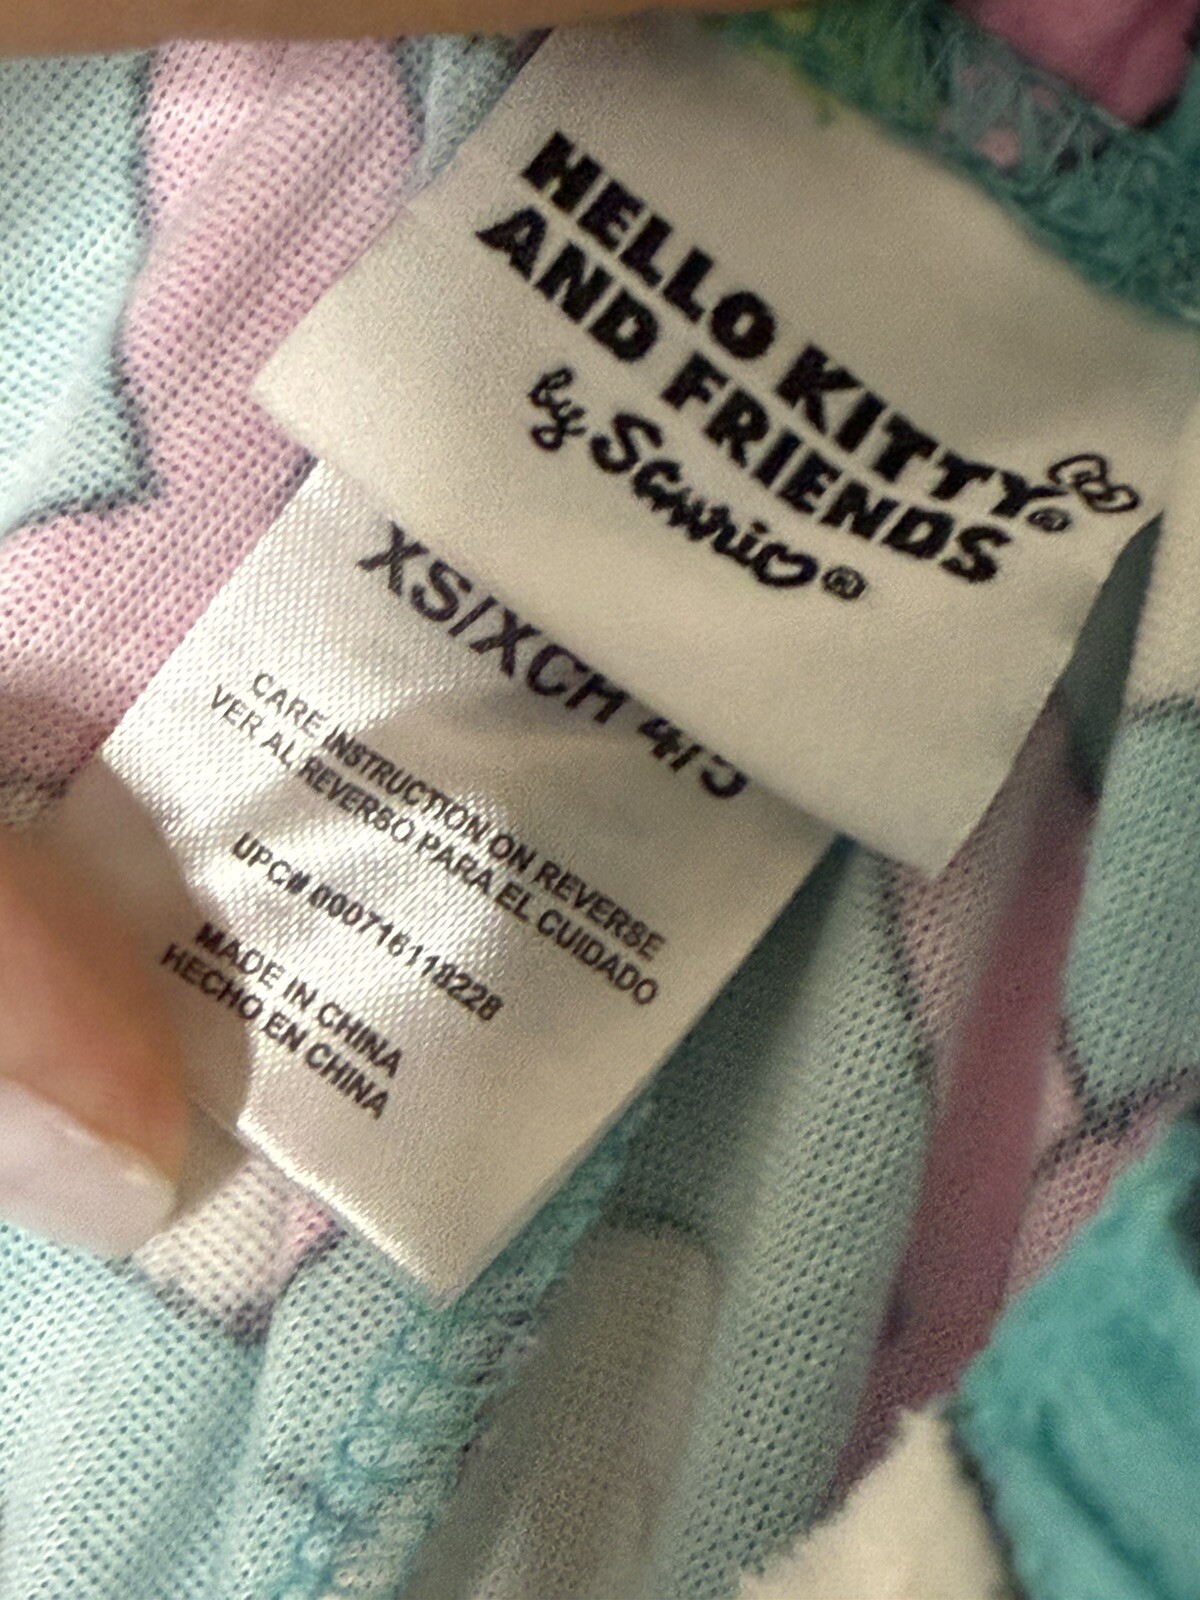 HELLO KITTY®
AND FRIENDS
by Sanrio®
XS/XCH 4/5
CARE INSTRUCTION ON REVERSE
VER AL REVERSO PARA EL CUIDADO
UPC# 000716118228
MADE IN CHINA
HECHO EN CHINA